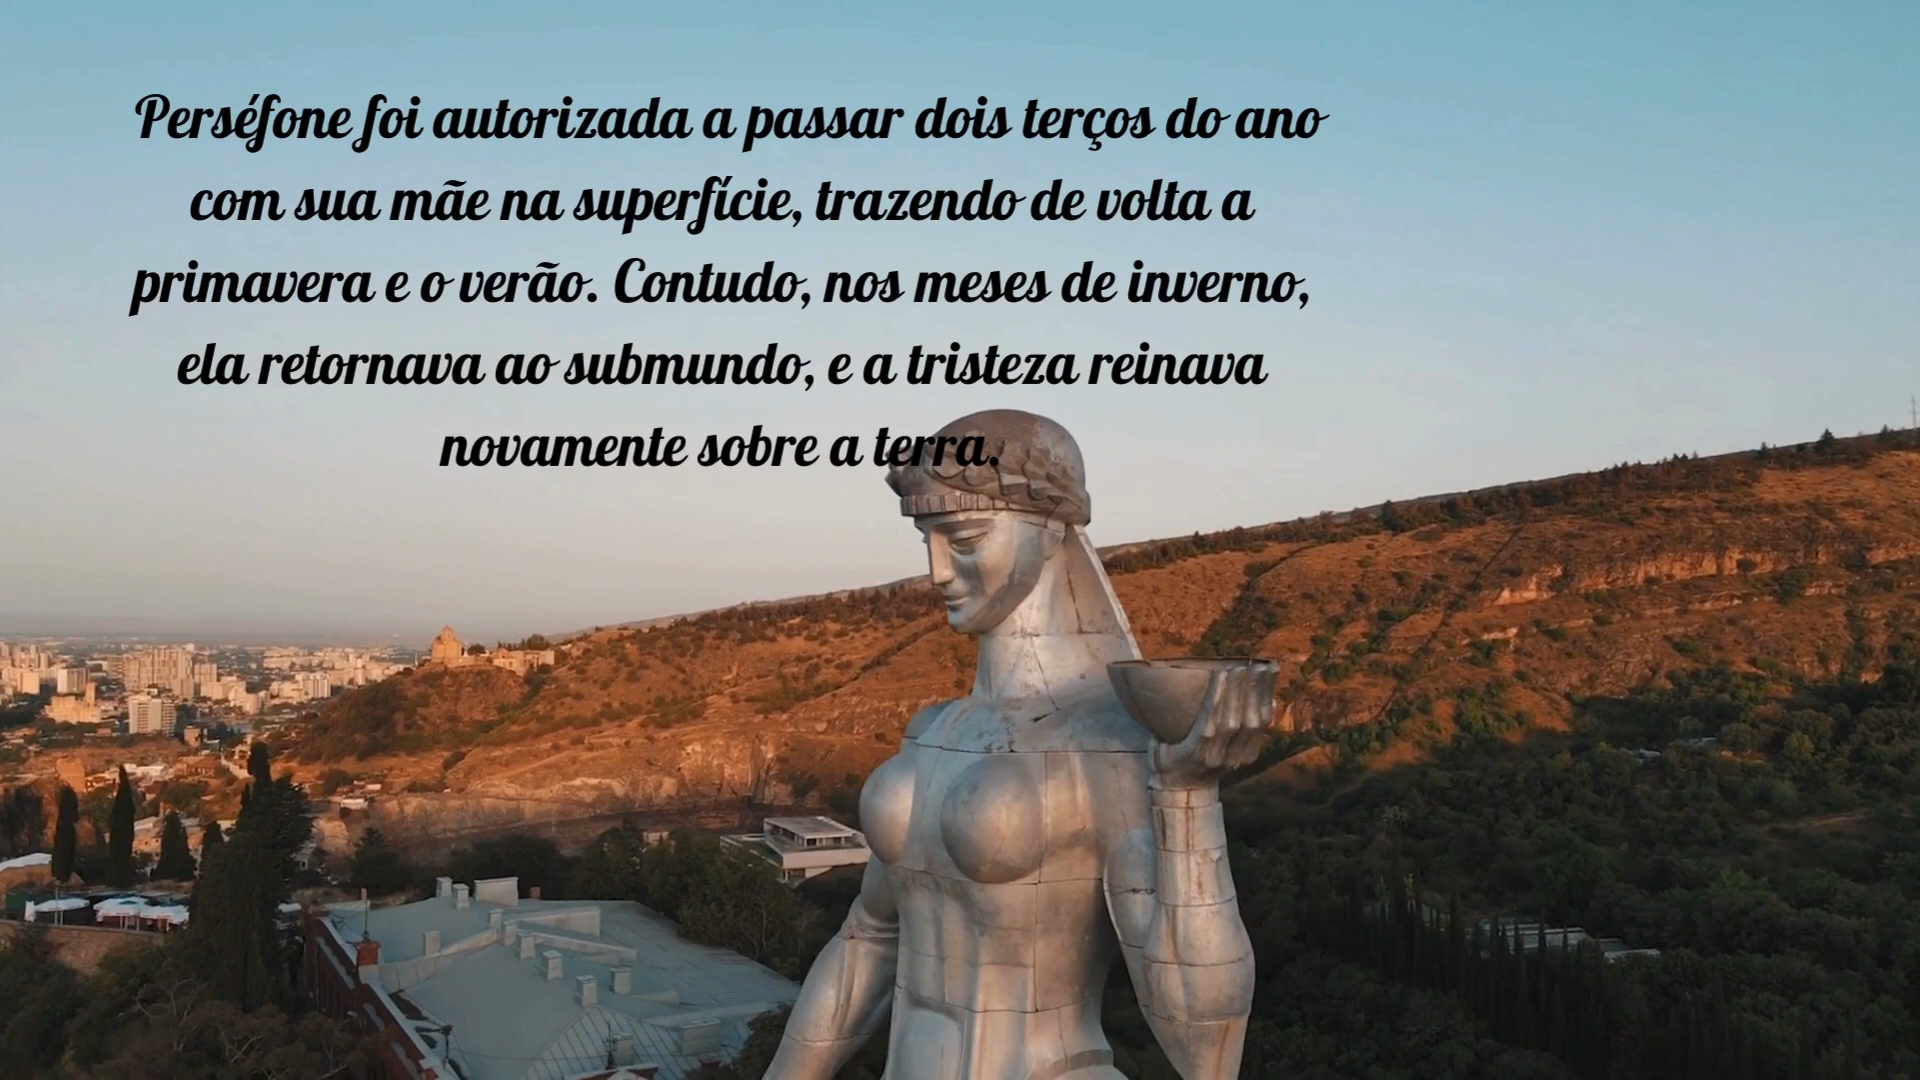 Perséfone foi autorizada a passar dois terços do ano
com sua mãe na superfície, trazendo de volta a
primavera e o verão. Contudo, nos meses de inverno,
ela retornava ao submundo, e a tristeza reinava
novamente sobre a terra.